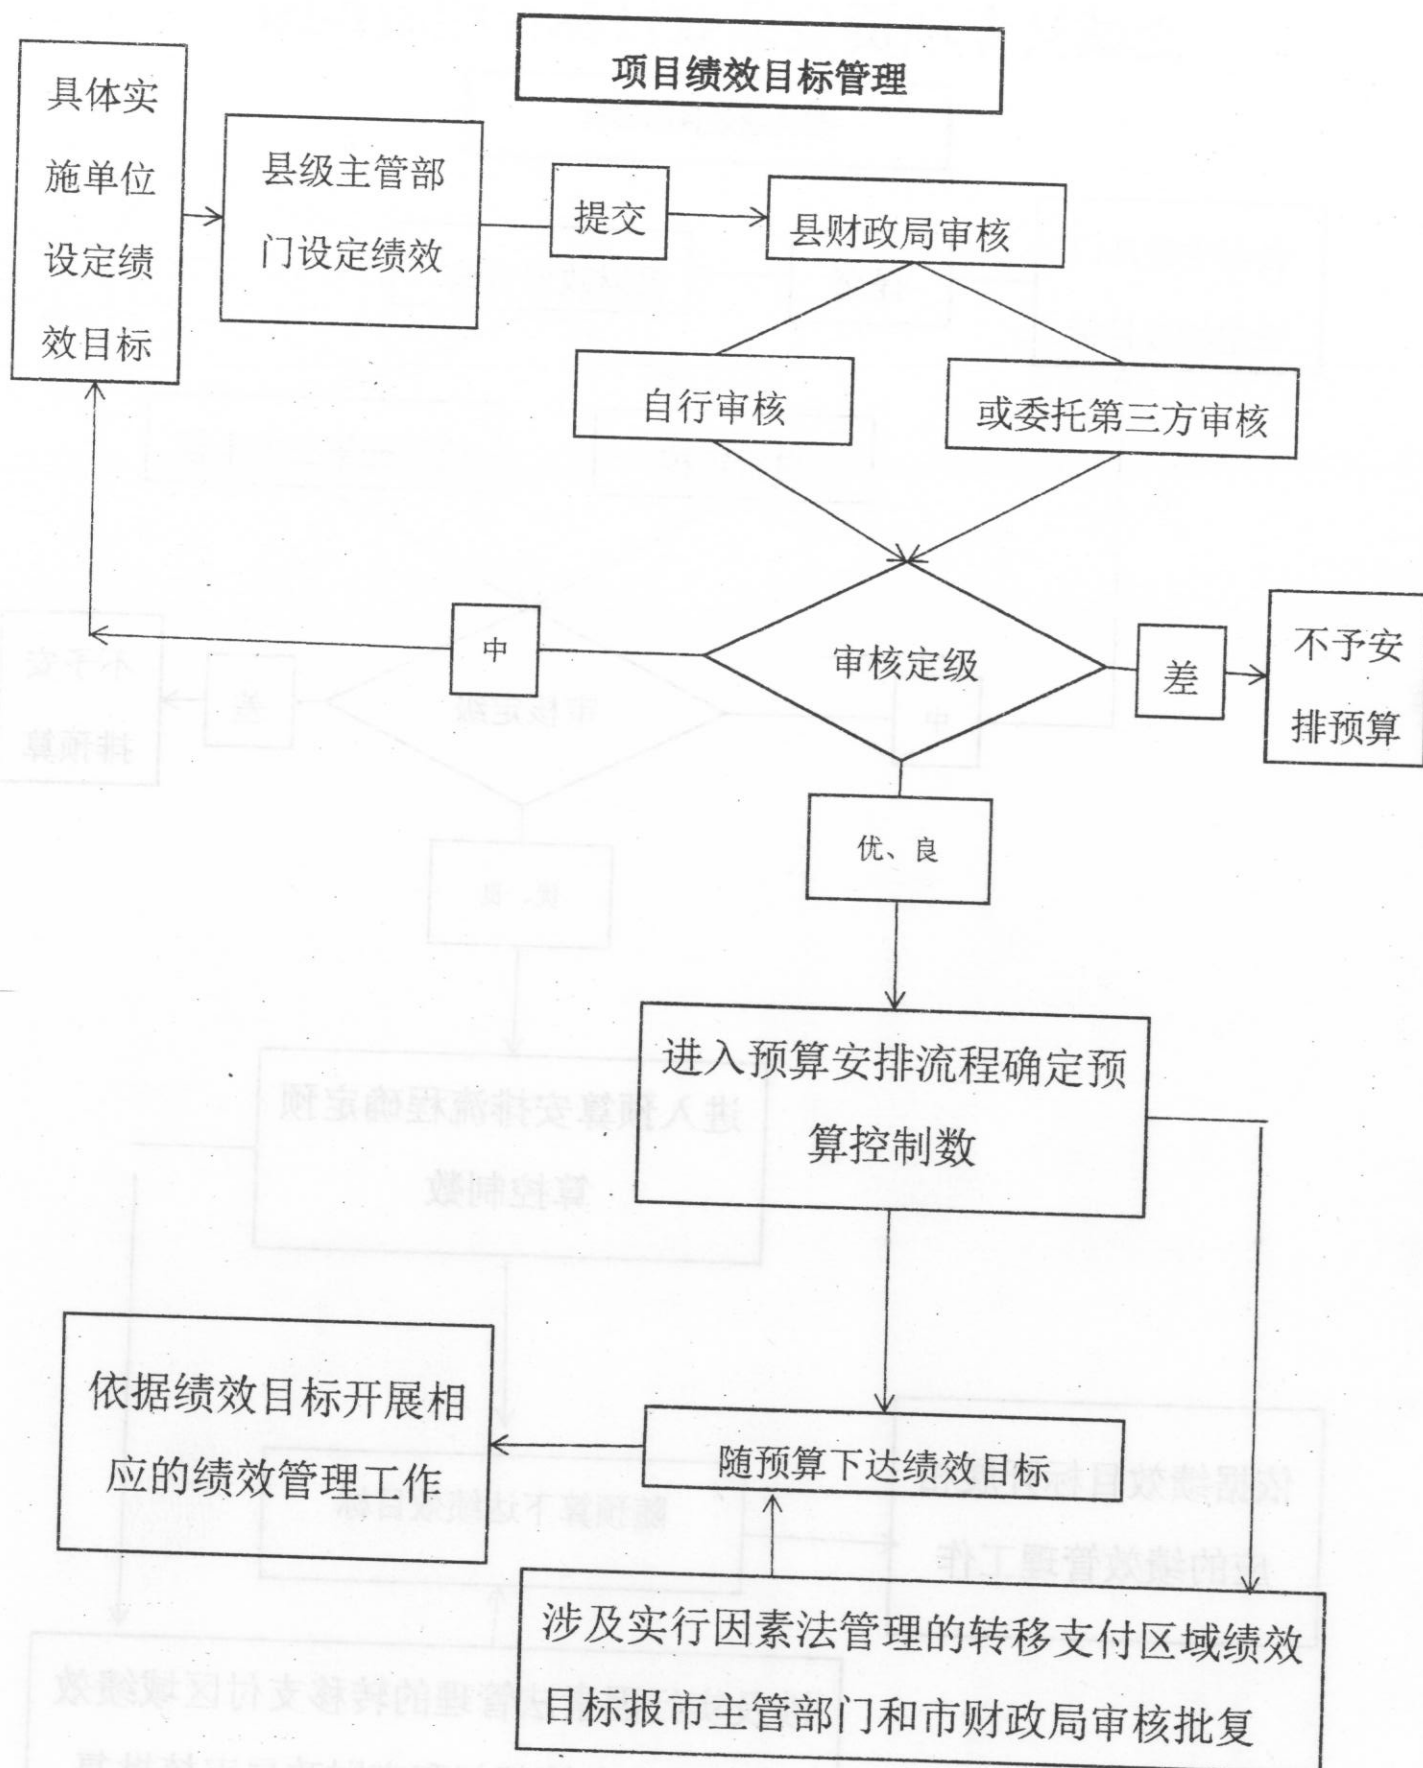 项目绩效目标管理
具体实
施单位
设定绩
效目标
县级主管部
门设定绩效
提交
县财政局审核
自行审核
或委托第三方审核
审核定级
中
差
不予安
排预算
优、良
进入预算安排流程确定预
算控制数
依据绩效目标开展相
应的绩效管理工作
随预算下达绩效目标
涉及实行因素法管理的转移支付区域绩效
目标报市主管部门和市财政局审核批复